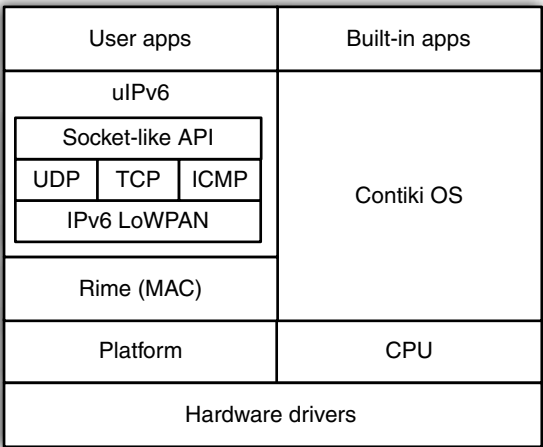 User apps
Built-in apps
uIPv6
Socket-like API
UDP
TCP
ICMP
IPv6 LoWPAN
Contiki OS
Rime (MAC)
Platform
CPU
Hardware drivers